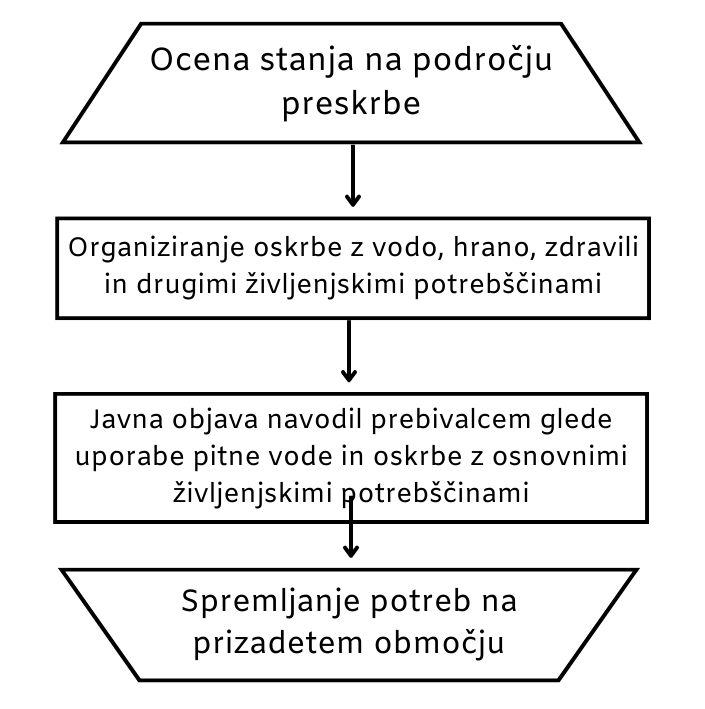 Ocena stanja na področju
preskrbe
Organiziranje oskrbe z vodo, hrano, zdravili
in drugimi življenjskimi potrebščinami
Javna objava navodil prebivalcem glede
uporabe pitne vode in oskrbe z osnovnimi
življenjskimi potrebščinami
Spremljanje potreb na
prizadetem območju